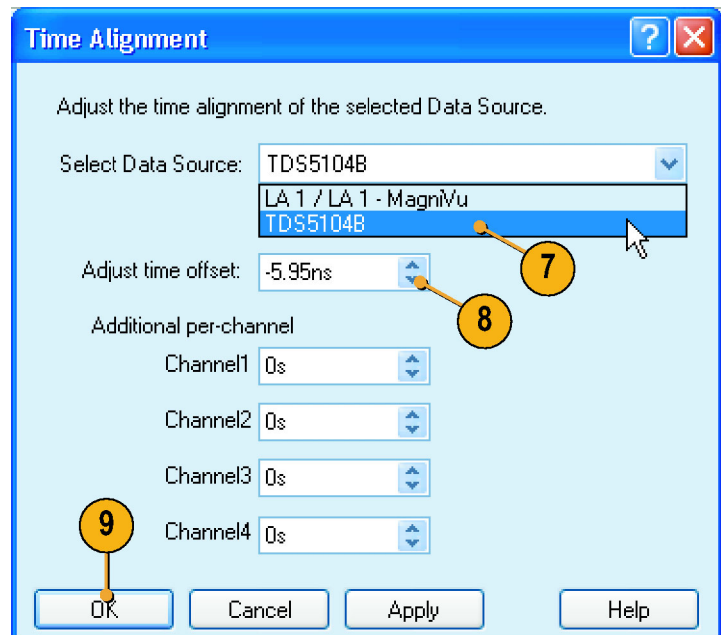 Time Alignment
?
Adjust the time alignment of the selected Data Source.
Select Data Source: TDS5104B
LA 1 / LA 1 - MagniVu
TDS5104B
7
Adjust time offset: -5.95ns
8
Additional per-channel
Channel1 0s
Channel2 0s
Channel3 0s
Channel4 0s
9
OK Cancel Apply Help